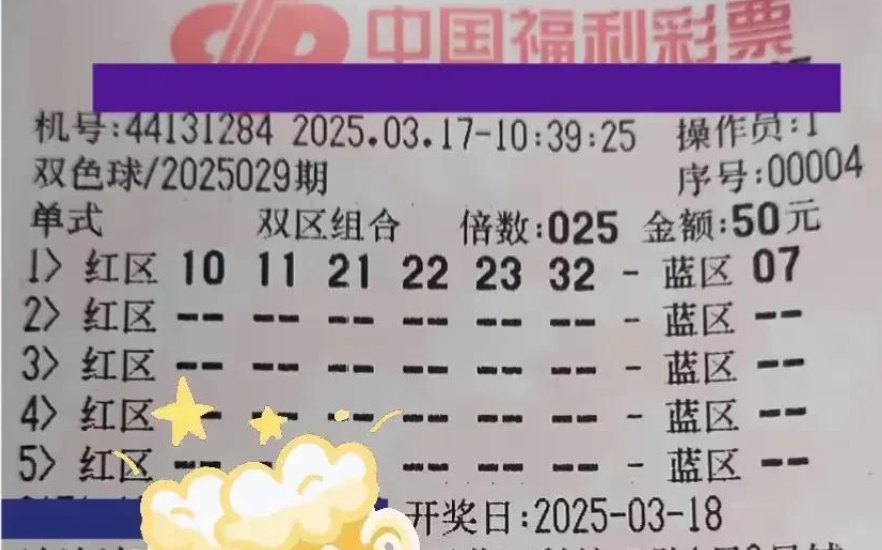 中国福利彩票
机号:44131284 2025.03.17-10:39:25 操作员:1
双色球/2025029期 序号:00004
单式 双区组合 倍数:025 金额:50元
1> 红区 10 11 21 22 23 32 - 蓝区 07
2> 红区 -- -- -- -- -- -- - 蓝区 --
3> 红区 -- -- -- -- -- -- - 蓝区 --
4> 红区 -- -- -- -- -- - 蓝区 --
5> 红区 -- -- -- -- - 蓝区 --
开奖日:2025-03-18